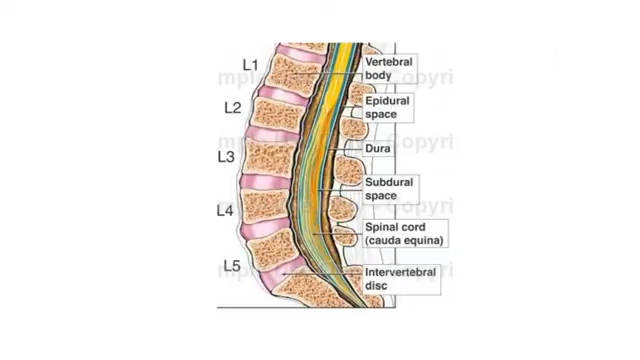 L1
L2
L3
L4
L5
Vertebral
body
Epidural
space
Dura
Subdural
space
Spinal cord
(cauda equina)
Intervertebral
disc